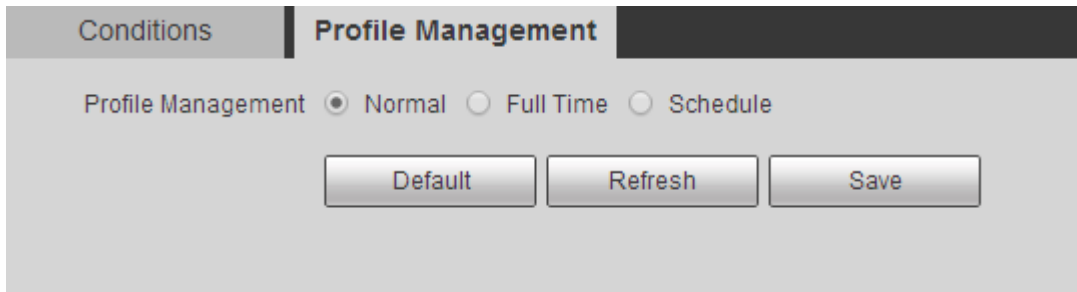 Conditions Profile Management
Profile Management Normal Full Time Schedule
Default Refresh Save